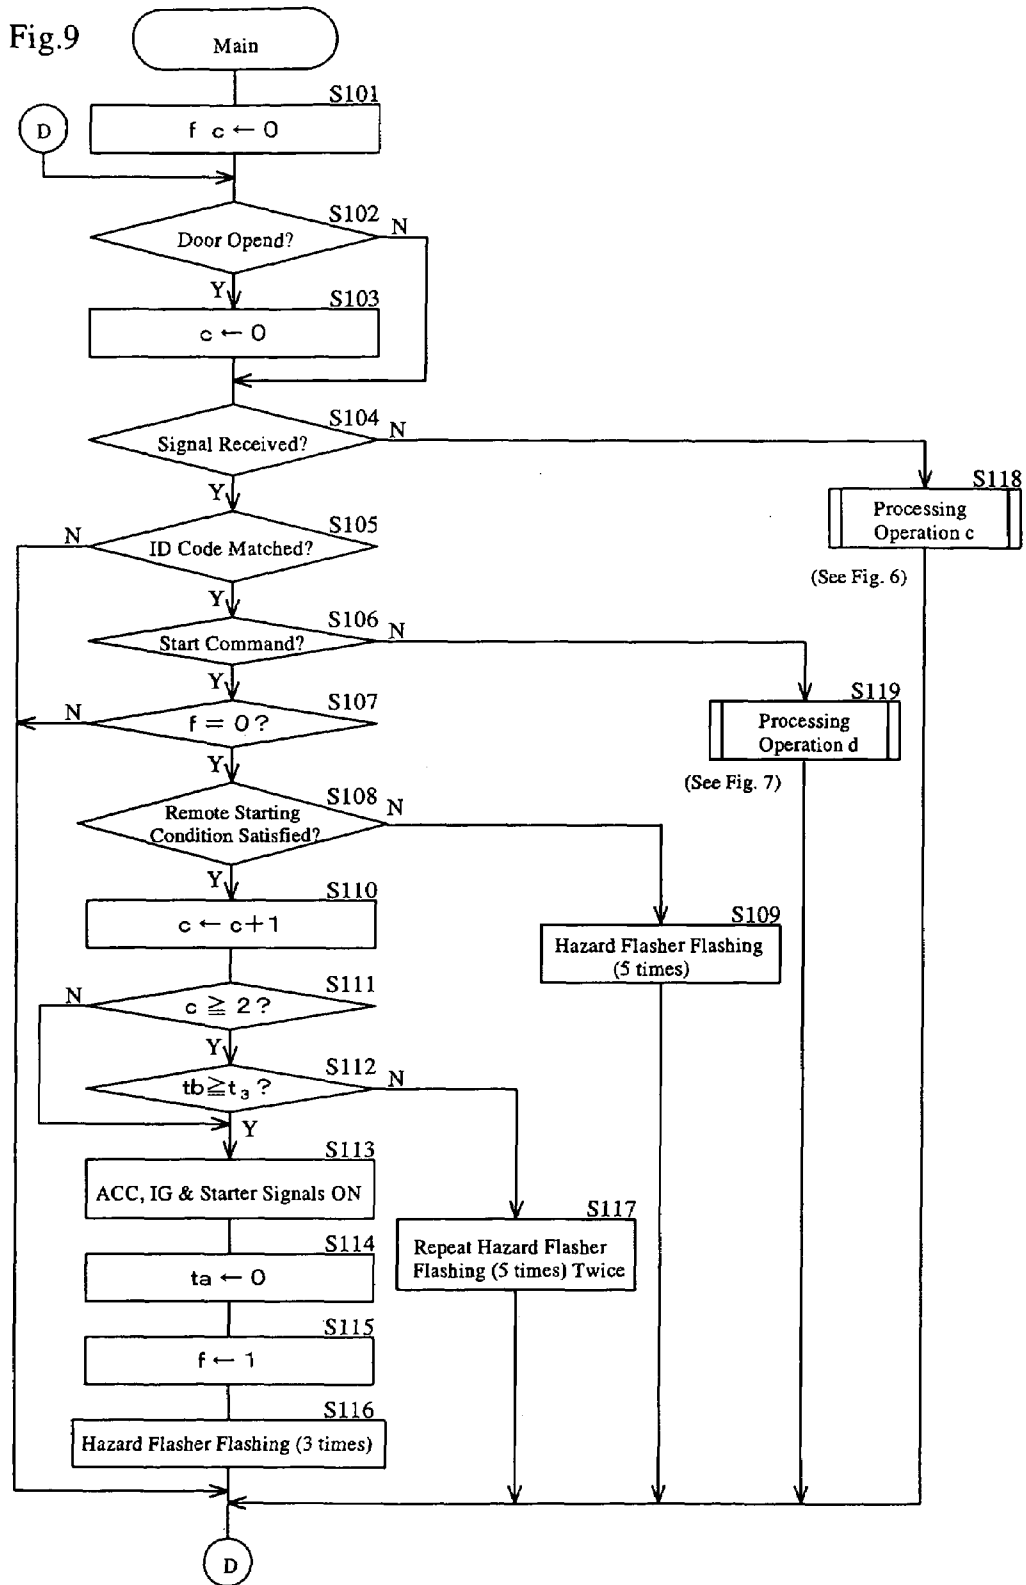 Fig.9
Main
S101
f c ← 0
D
S102
Door Opend?
N
Y
S103
c ← 0
S104
Signal Received?
N
Y
S118
Processing
Operation c
(See Fig. 6)
S105
N
ID Code Matched?
Y
S106
Start Command?
N
Y
S119
Processing
Operation d
(See Fig. 7)
S107
N
f = 0?
Y
S108
Remote Starting
Condition Satisfied?
N
Y
S110
c ← c+1
S109
Hazard Flasher Flashing
(5 times)
S111
N
c ≧ 2?
Y
S112
tb≧t₃?
N
Y
S113
ACC, IG & Starter Signals ON
S117
Repeat Hazard Flasher
Flashing (5 times) Twice
S114
ta ← 0
S115
f ← 1
S116
Hazard Flasher Flashing (3 times)
D